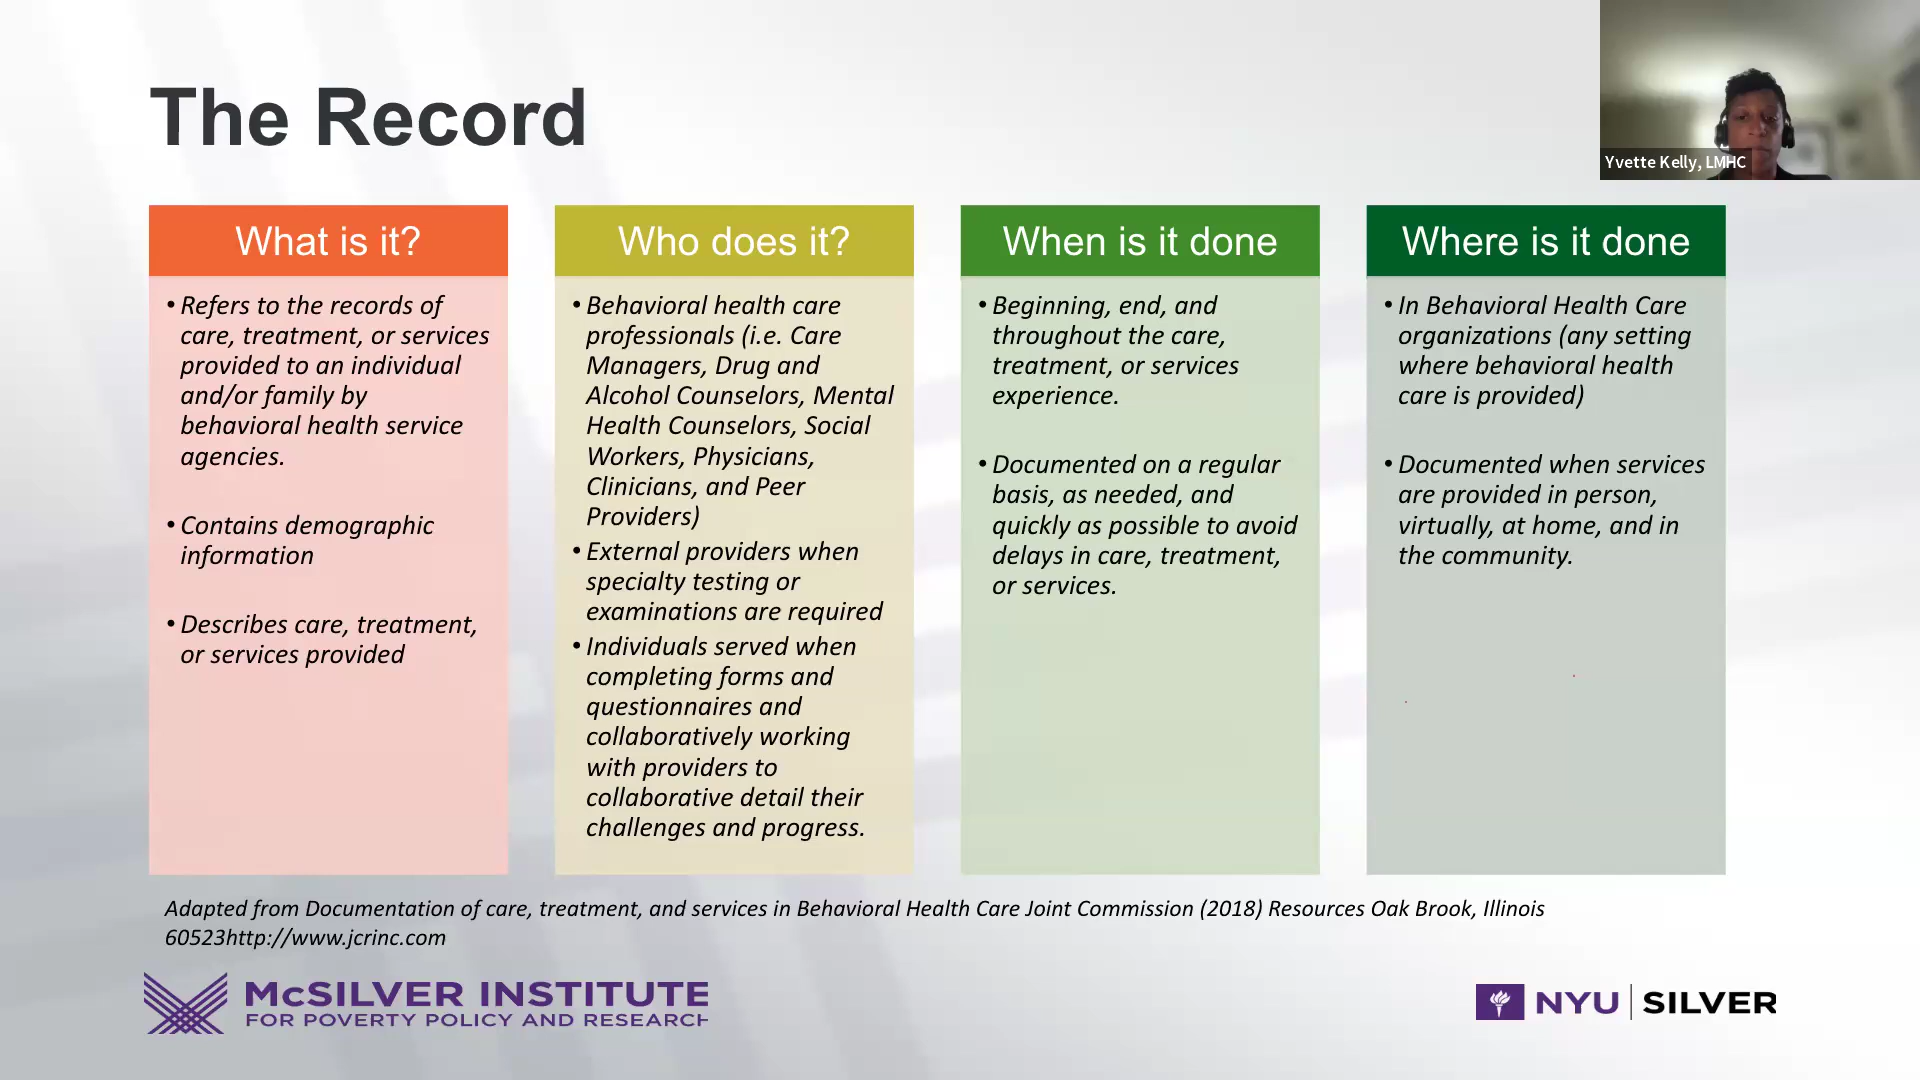 The Record
Yvette Kelly, LMHC
What is it?
• Refers to the records of
care, treatment, or services
provided to an individual
and/or family by
behavioral health service
agencies.
• Contains demographic
information
• Describes care, treatment,
or services provided
Who does it?
• Behavioral health care
professionals (i.e. Care
Managers, Drug and
Alcohol Counselors, Mental
Health Counselors, Social
Workers, Physicians,
Clinicians, and Peer
Providers)
• External providers when
specialty testing or
examinations are required
• Individuals served when
completing forms and
questionnaires and
collaboratively working
with providers to
collaborative detail their
challenges and progress.
When is it done
• Beginning, end, and
throughout the care,
treatment, or services
experience.
• Documented on a regular
basis, as needed, and
quickly as possible to avoid
delays in care, treatment,
or services.
Where is it done
• In Behavioral Health Care
organizations (any setting
where behavioral health
care is provided)
• Documented when services
are provided in person,
virtually, at home, and in
the community.
Adapted from Documentation of care, treatment, and services in Behavioral Health Care Joint Commission (2018) Resources Oak Brook, Illinois
60523http://www.jcrinc.com
McSILVER INSTITUTE
FOR POVERTY POLICY AND RESEARCH
NYU SILVER